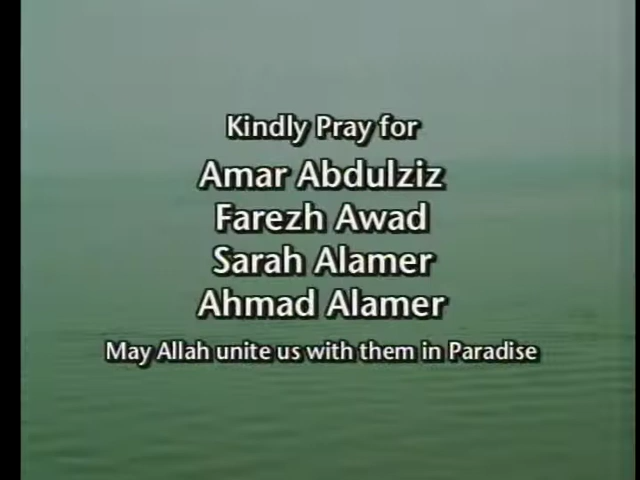 Kindly Pray for
Amar Abdulziz
Farezh Awad
Sarah Alamer
Ahmad Alamer
May Allah unite us with them in Paradise